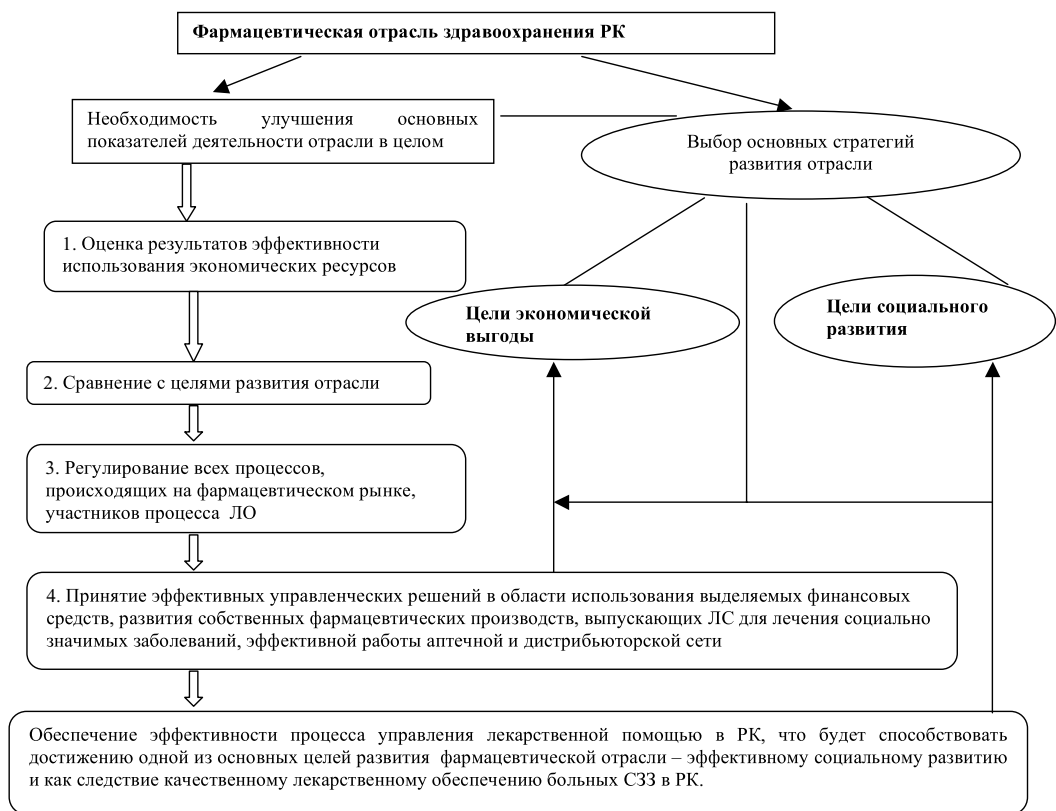 Фармацевтическая отрасль здравоохранения РК
Необходимость улучшения основных
показателей деятельности отрасли в целом
Выбор основных стратегий
развития отрасли
1. Оценка результатов эффективности
использования экономических ресурсов
Цели экономической
выгоды
Цели социального
развития
2. Сравнение с целями развития отрасли
3. Регулирование всех процессов,
происходящих на фармацевтическом рынке,
участников процесса ЛО
4. Принятие эффективных управленческих решений в области использования выделяемых финансовых
средств, развития собственных фармацевтических производств, выпускающих ЛС для лечения социально
значимых заболеваний, эффективной работы аптечной и дистрибьюторской сети
Обеспечение эффективности процесса управления лекарственной помощью в РК, что будет способствовать
достижению одной из основных целей развития фармацевтической отрасли – эффективному социальному развитию
и как следствие качественному лекарственному обеспечению больных СЗЗ в РК.